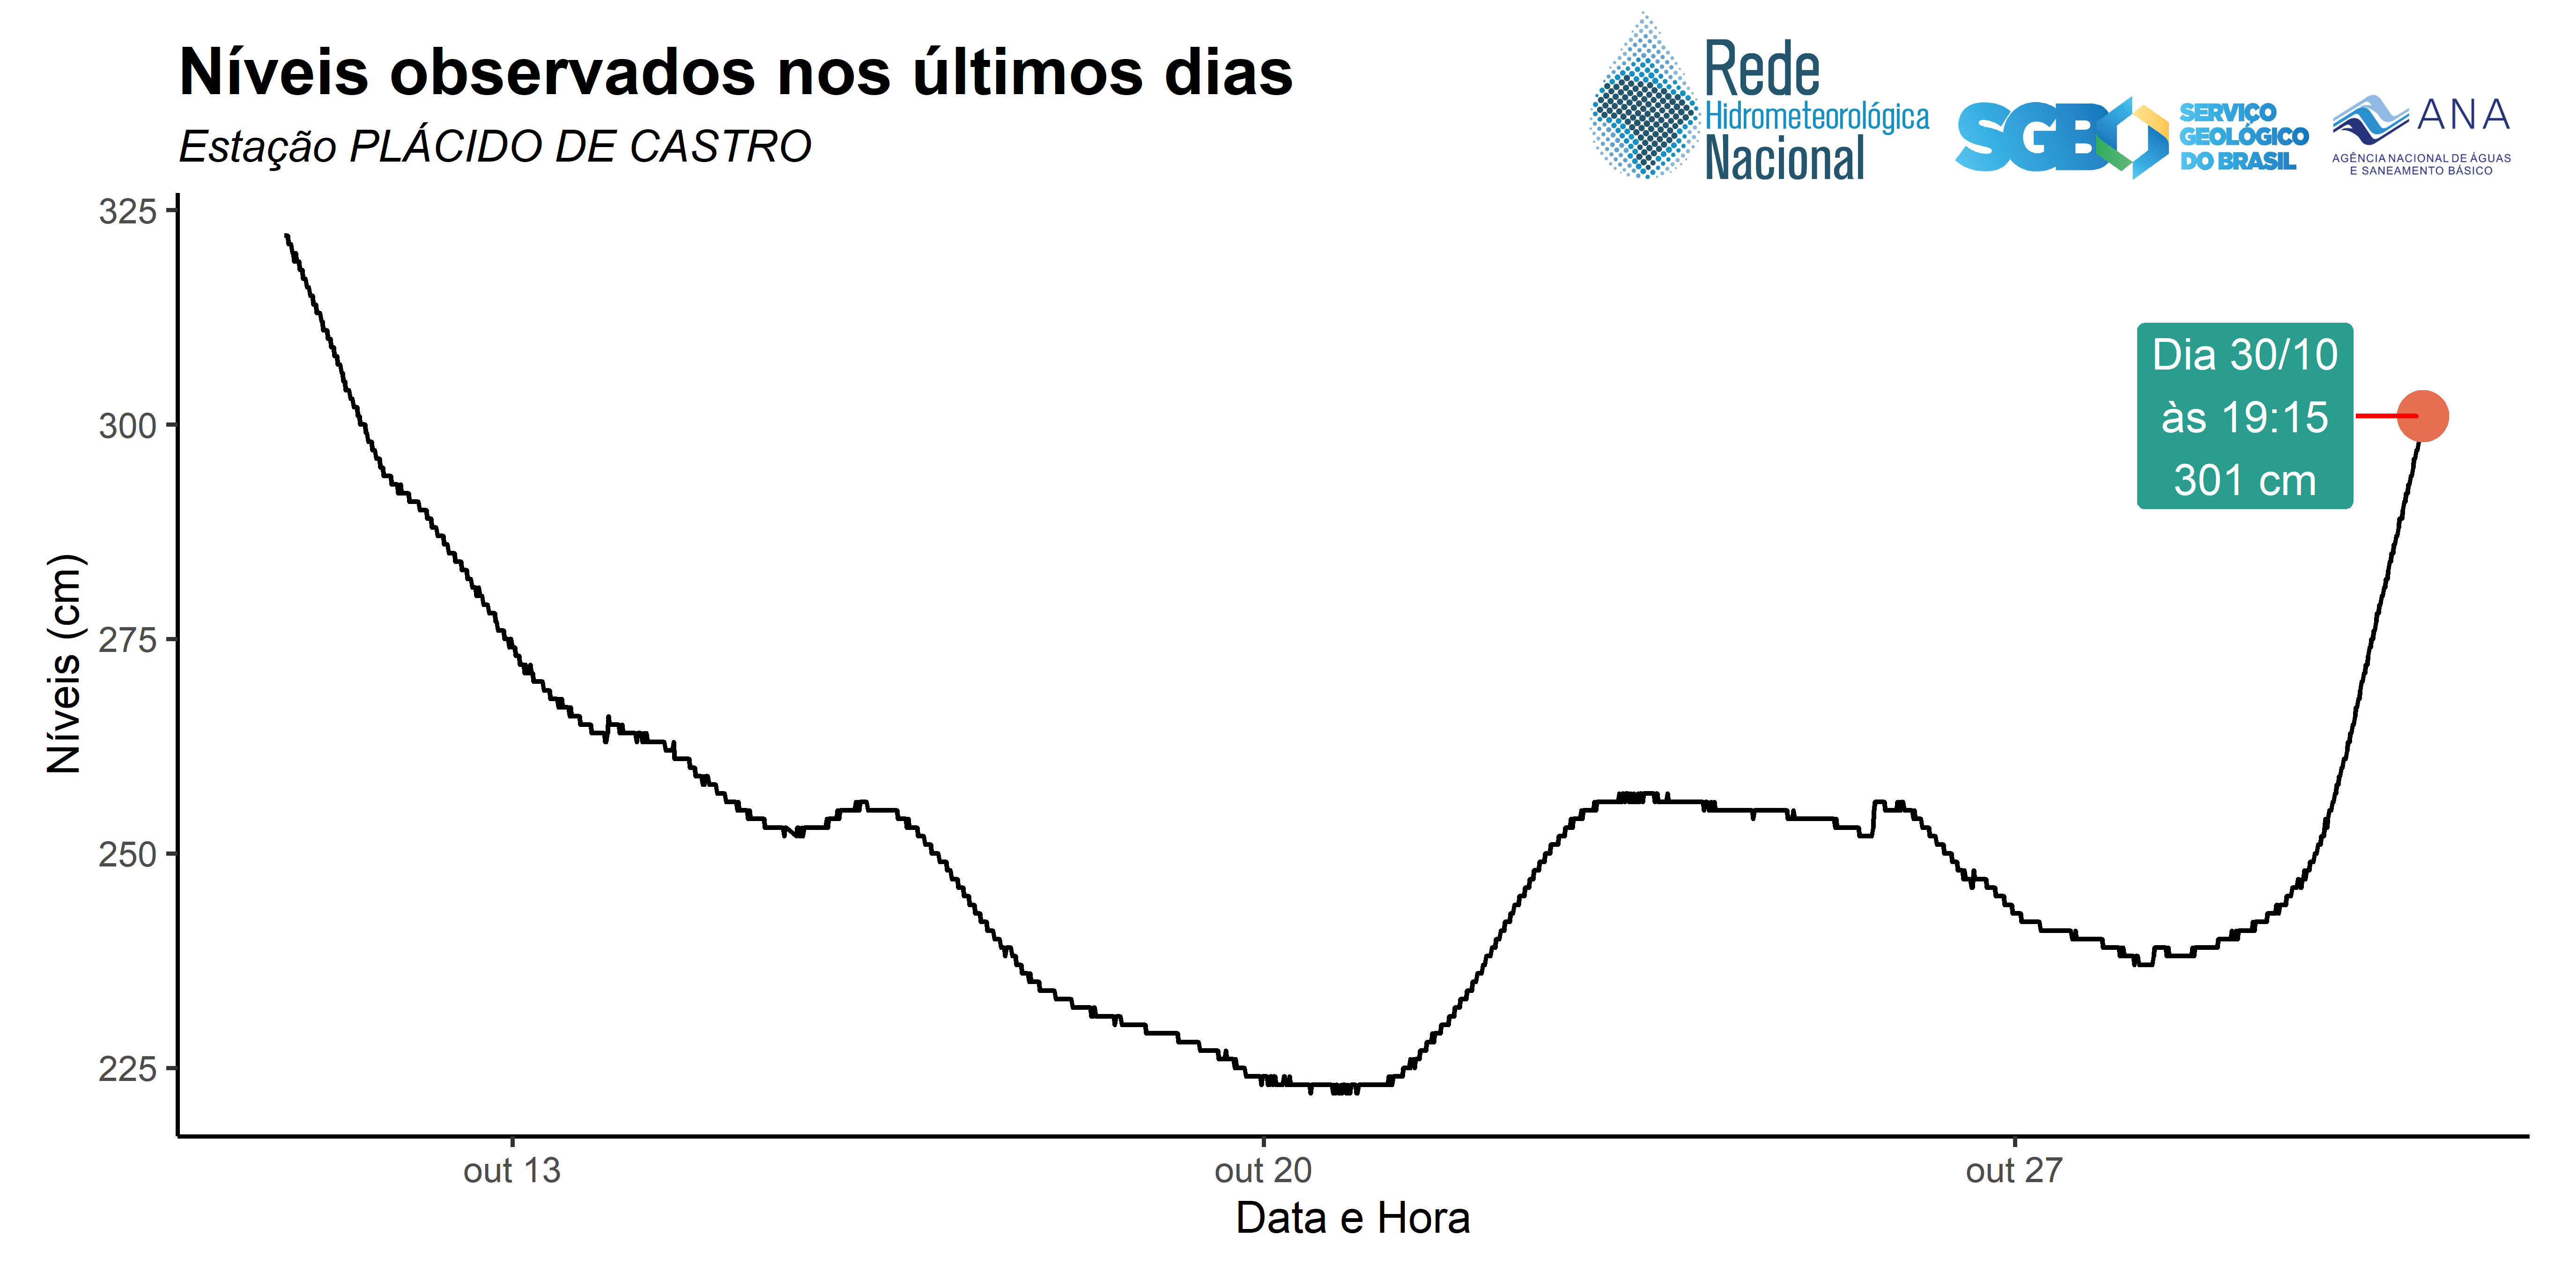 Níveis observados nos últimos dias
Estação PLÁCIDO DE CASTRO
Rede
Hidrometeorológica
Nacional
SGB
SERVIÇO
GEOLÓGICO
DO BRASIL
ANA
AGÊNCIA NACIONAL DE ÁGUAS
E SANEAMENTO BÁSICO
325
300
275
250
225
Níveis (cm)
Dia 30/10
às 19:15
301 cm
out 13
out 20
out 27
Data e Hora